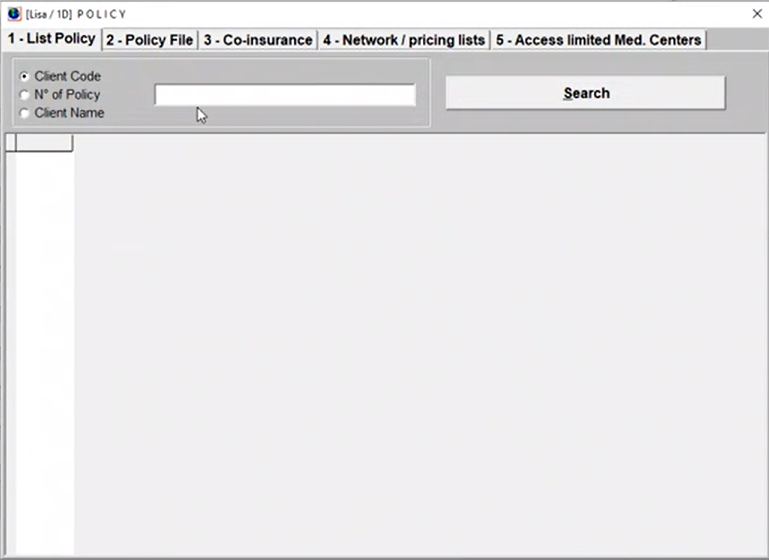 [Lisa / 1D] P O L I C Y
1 - List Policy 2 - Policy File 3 - Co-insurance 4 - Network / pricing lists 5 - Access limited Med. Centers
Client Code
N° of Policy
Client Name
Search